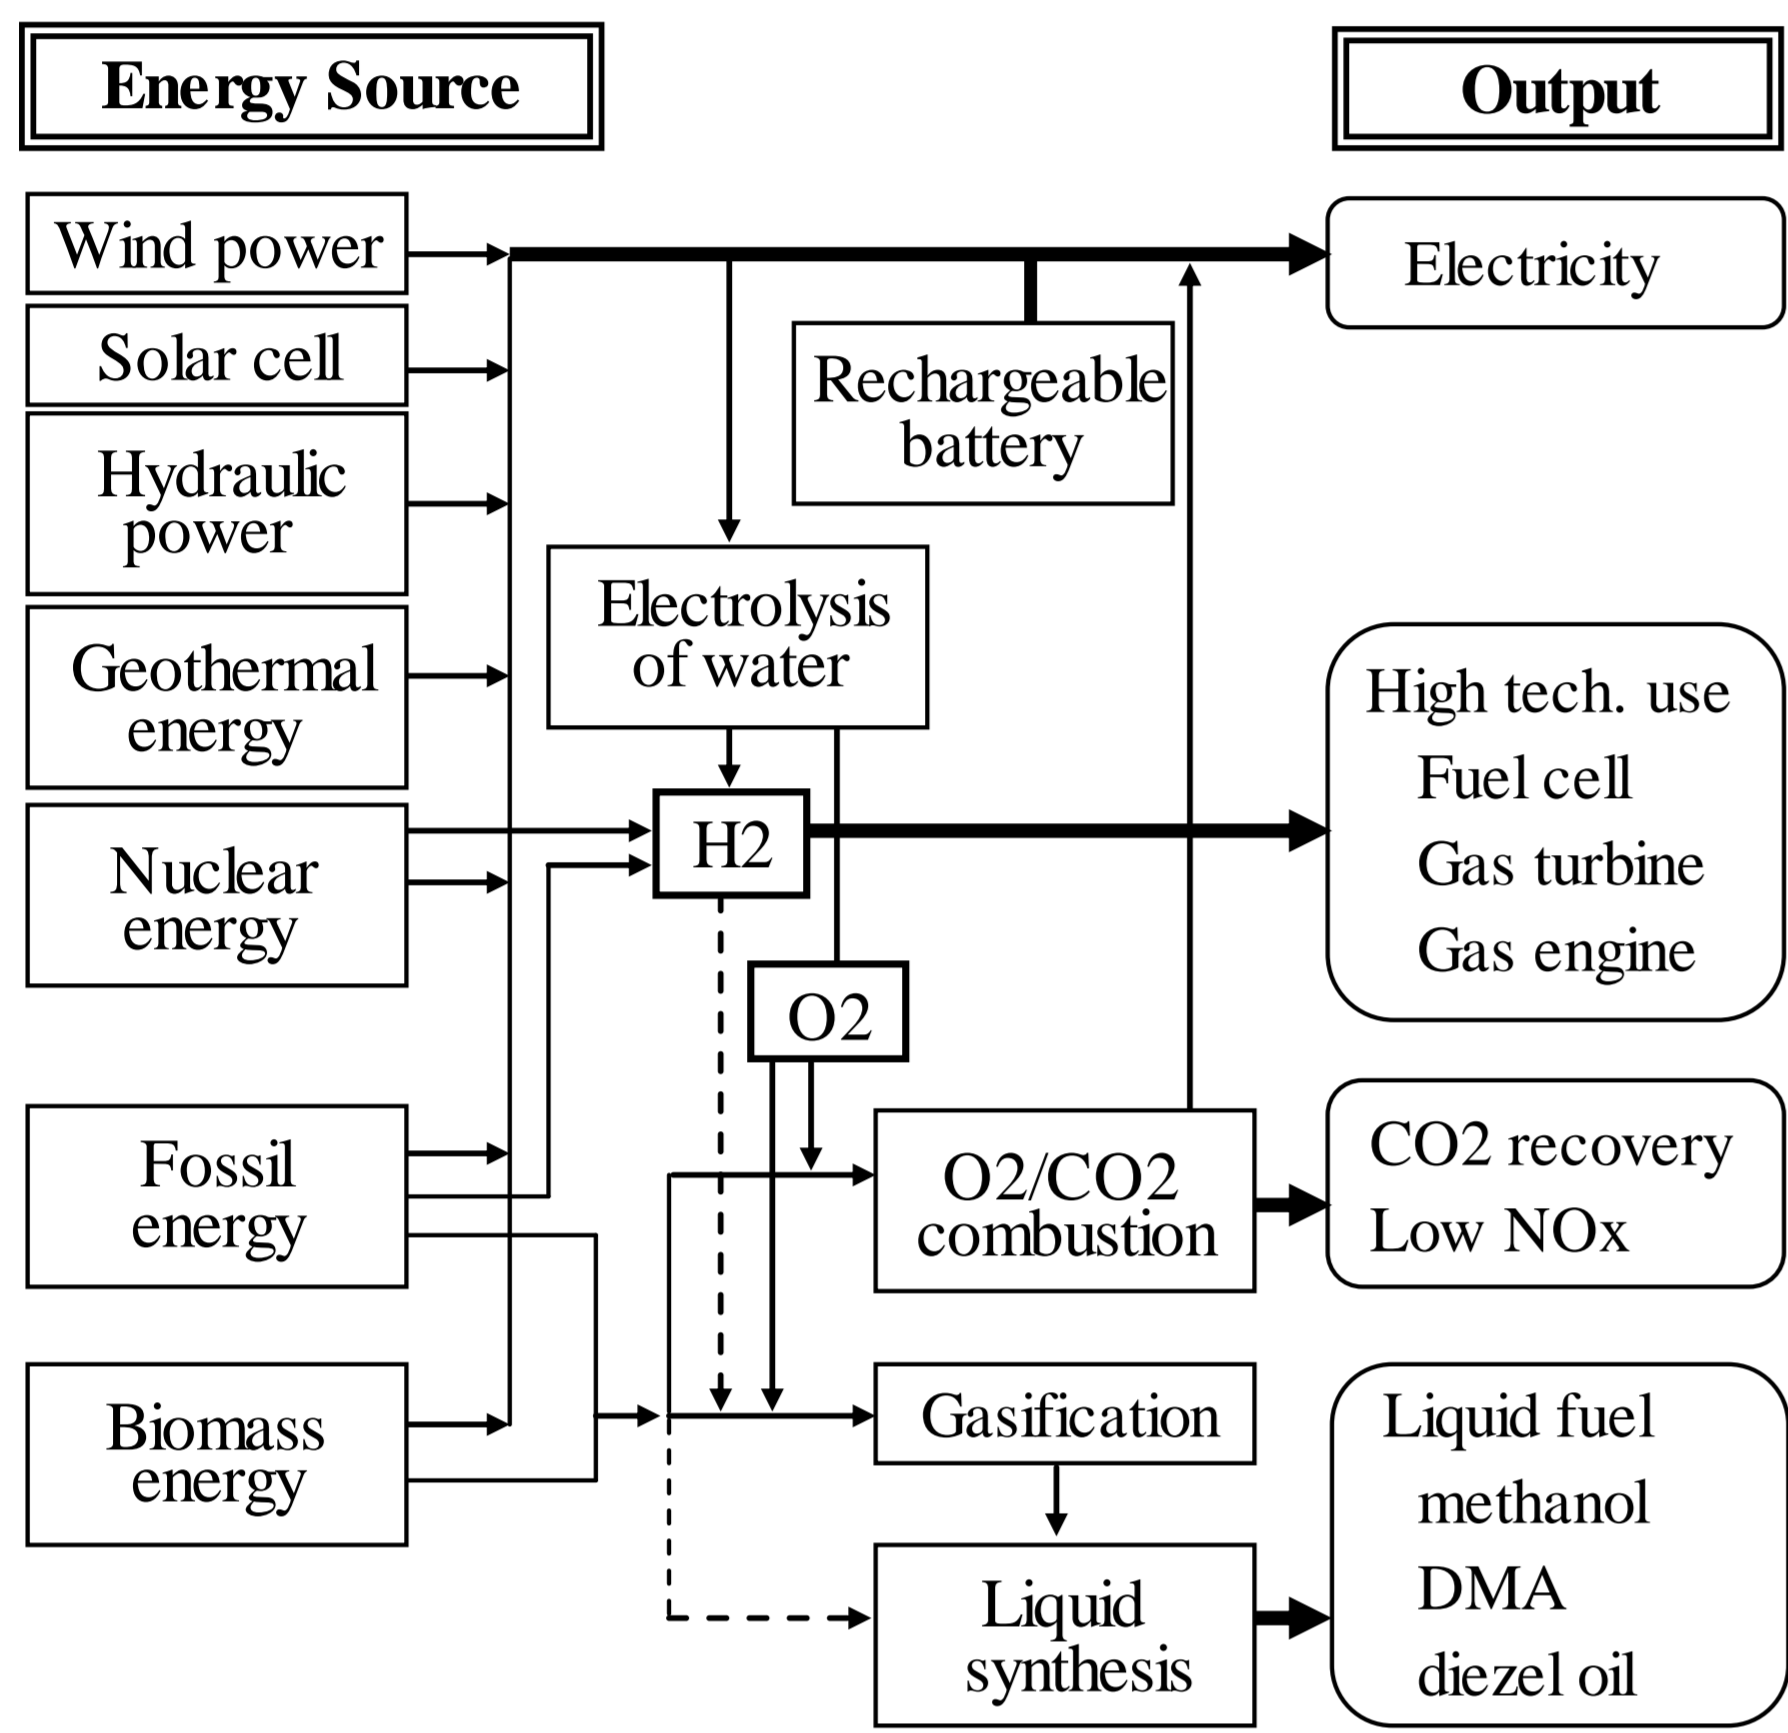 Energy Source
Output
Wind power
Solar cell
Hydraulic
power
Geothermal
energy
Nuclear
energy
Fossil
energy
Biomass
energy
Rechargeable
battery
Electrolysis
of water
H2
O2
O2/CO2
combustion
Gasification
Liquid
synthesis
Electricity
High tech. use
Fuel cell
Gas turbine
Gas engine
CO2 recovery
Low NOx
Liquid fuel
methanol
DMA
diezel oil